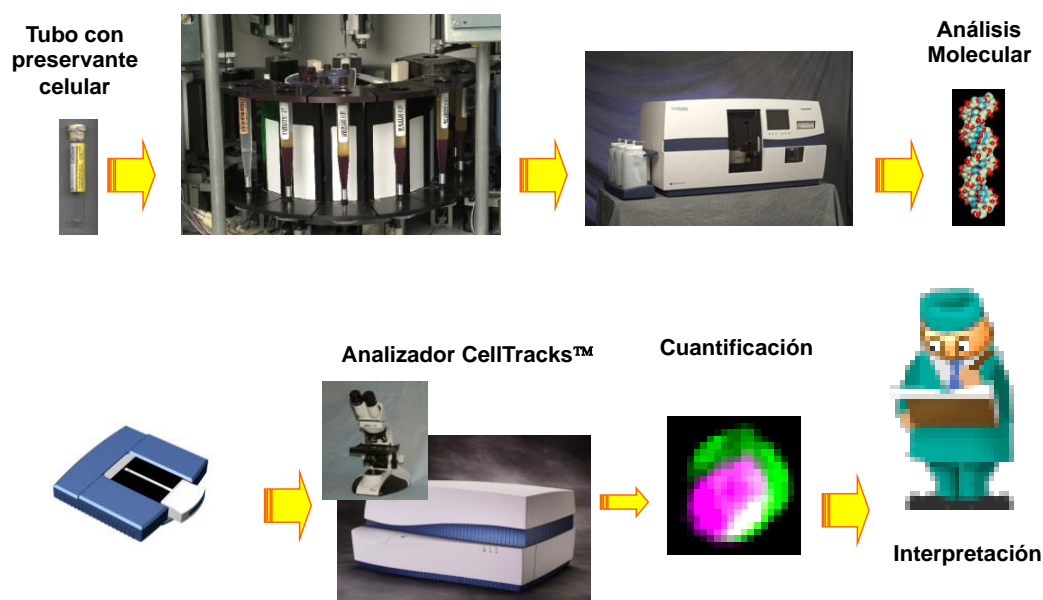 Tubo con
preservante
celular
Análisis
Molecular
Analizador CellTracks™
Cuantificación
Interpretación